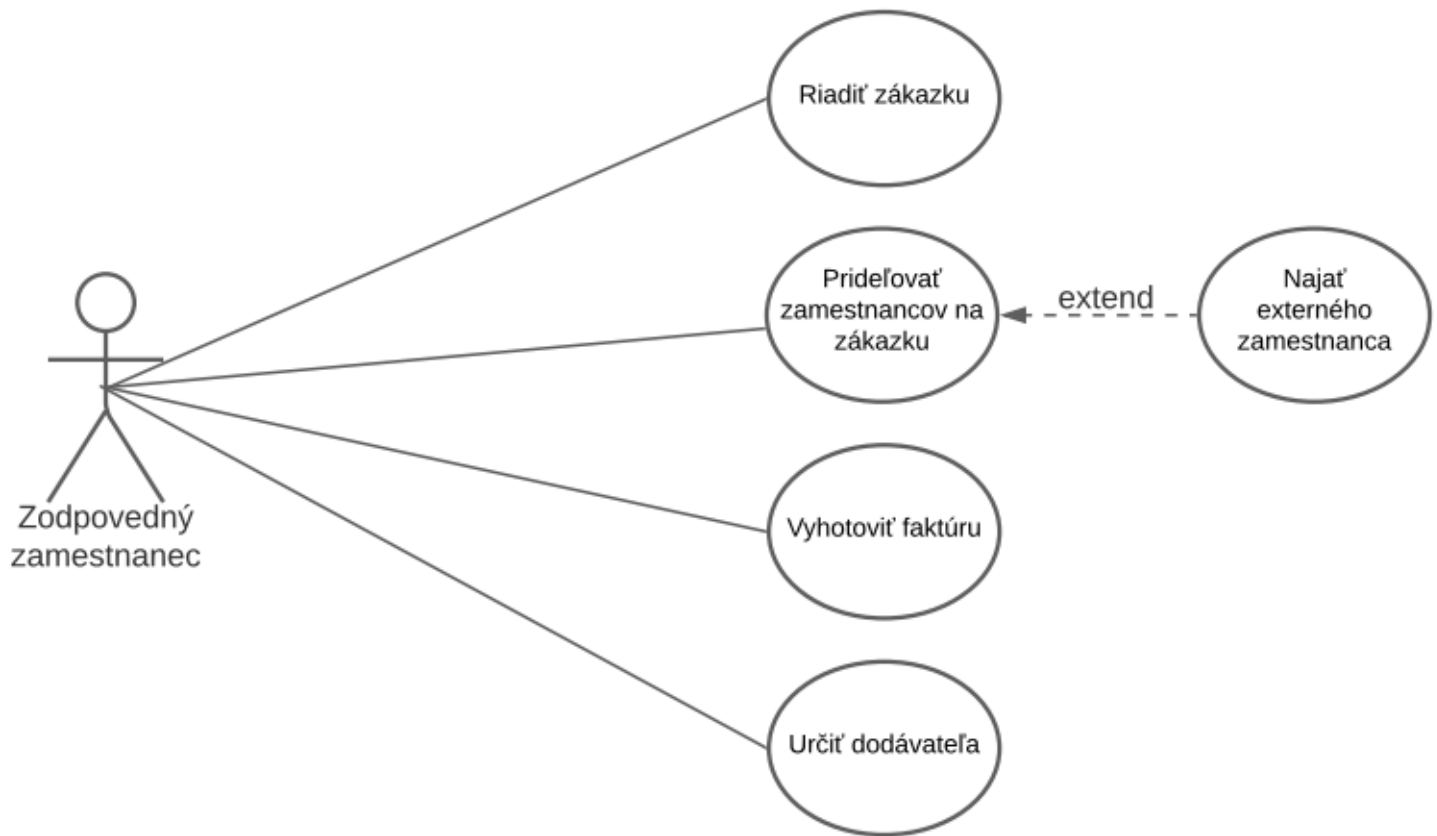 Riadiť zákazku
Prideľovať
zamestnancov na
zákazku
extend
Najať
externého
zamestnanca
Zodpovedný
zamestnanec
Vyhotoviť faktúru
Určiť dodávateľa